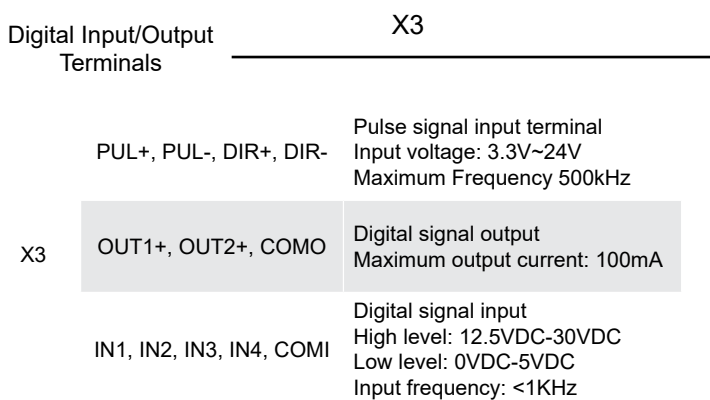 Digital Input/Output
Terminals
X3
PUL+, PUL-, DIR+, DIR-
Pulse signal input terminal
Input voltage: 3.3V~24V
Maximum Frequency 500kHz
X3
OUT1+, OUT2+, COMO
Digital signal output
Maximum output current: 100mA
IN1, IN2, IN3, IN4, COMI
Digital signal input
High level: 12.5VDC-30VDC
Low level: 0VDC-5VDC
Input frequency: <1KHz